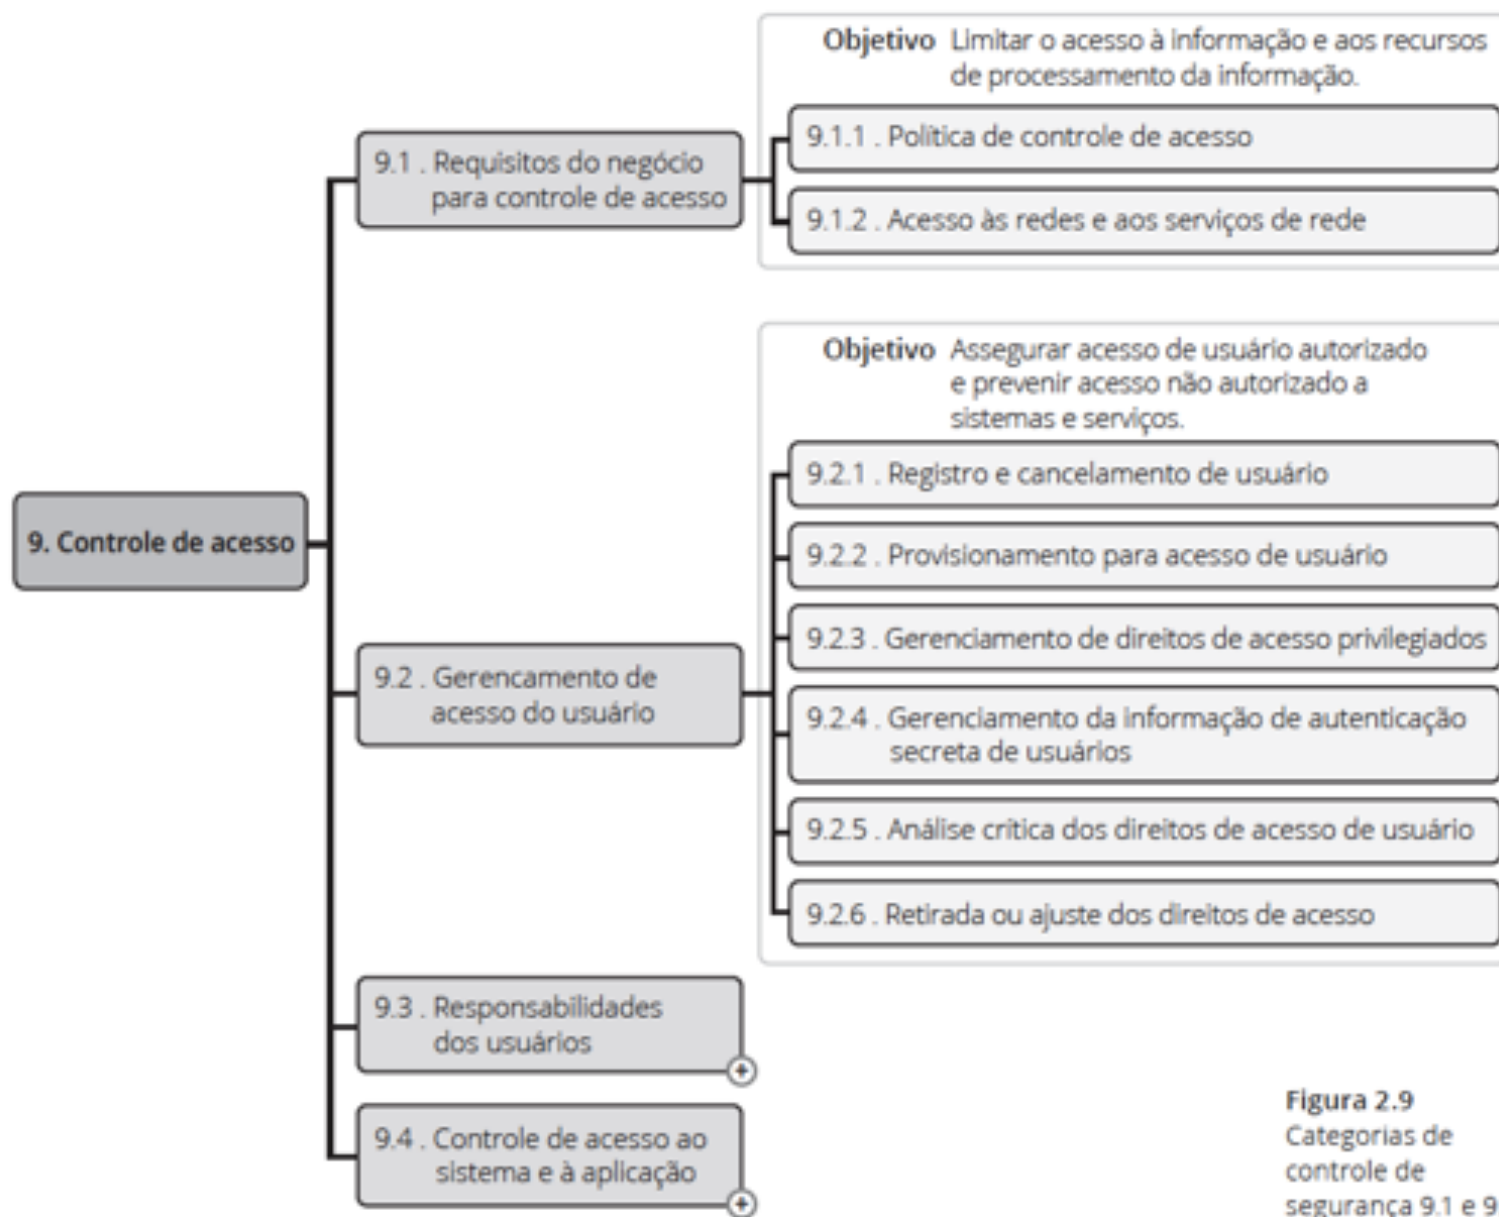 Objetivo Limitar o acesso à informação e aos recursos
de processamento da informação.
9.1 . Requisitos do negócio
para controle de acesso
9.1.1 . Política de controle de acesso
9.1.2 . Acesso às redes e aos serviços de rede
Objetivo Assegurar acesso de usuário autorizado
e prevenir acesso não autorizado a
sistemas e serviços.
9. Controle de acesso
9.2 . Gerencamento de
acesso do usuário
9.2.1 . Registro e cancelamento de usuário
9.2.2 . Provisionamento para acesso de usuário
9.2.3 . Gerenciamento de direitos de acesso privilegiados
9.2.4 . Gerenciamento da informação de autenticação
secreta de usuários
9.2.5 . Análise crítica dos direitos de acesso de usuário
9.2.6 . Retirada ou ajuste dos direitos de acesso
9.3 . Responsabilidades
dos usuários
+
9.4 . Controle de acesso ao
sistema e à aplicação
+
Figura 2.9
Categorias de
controle de
segurança 9.1 e 9